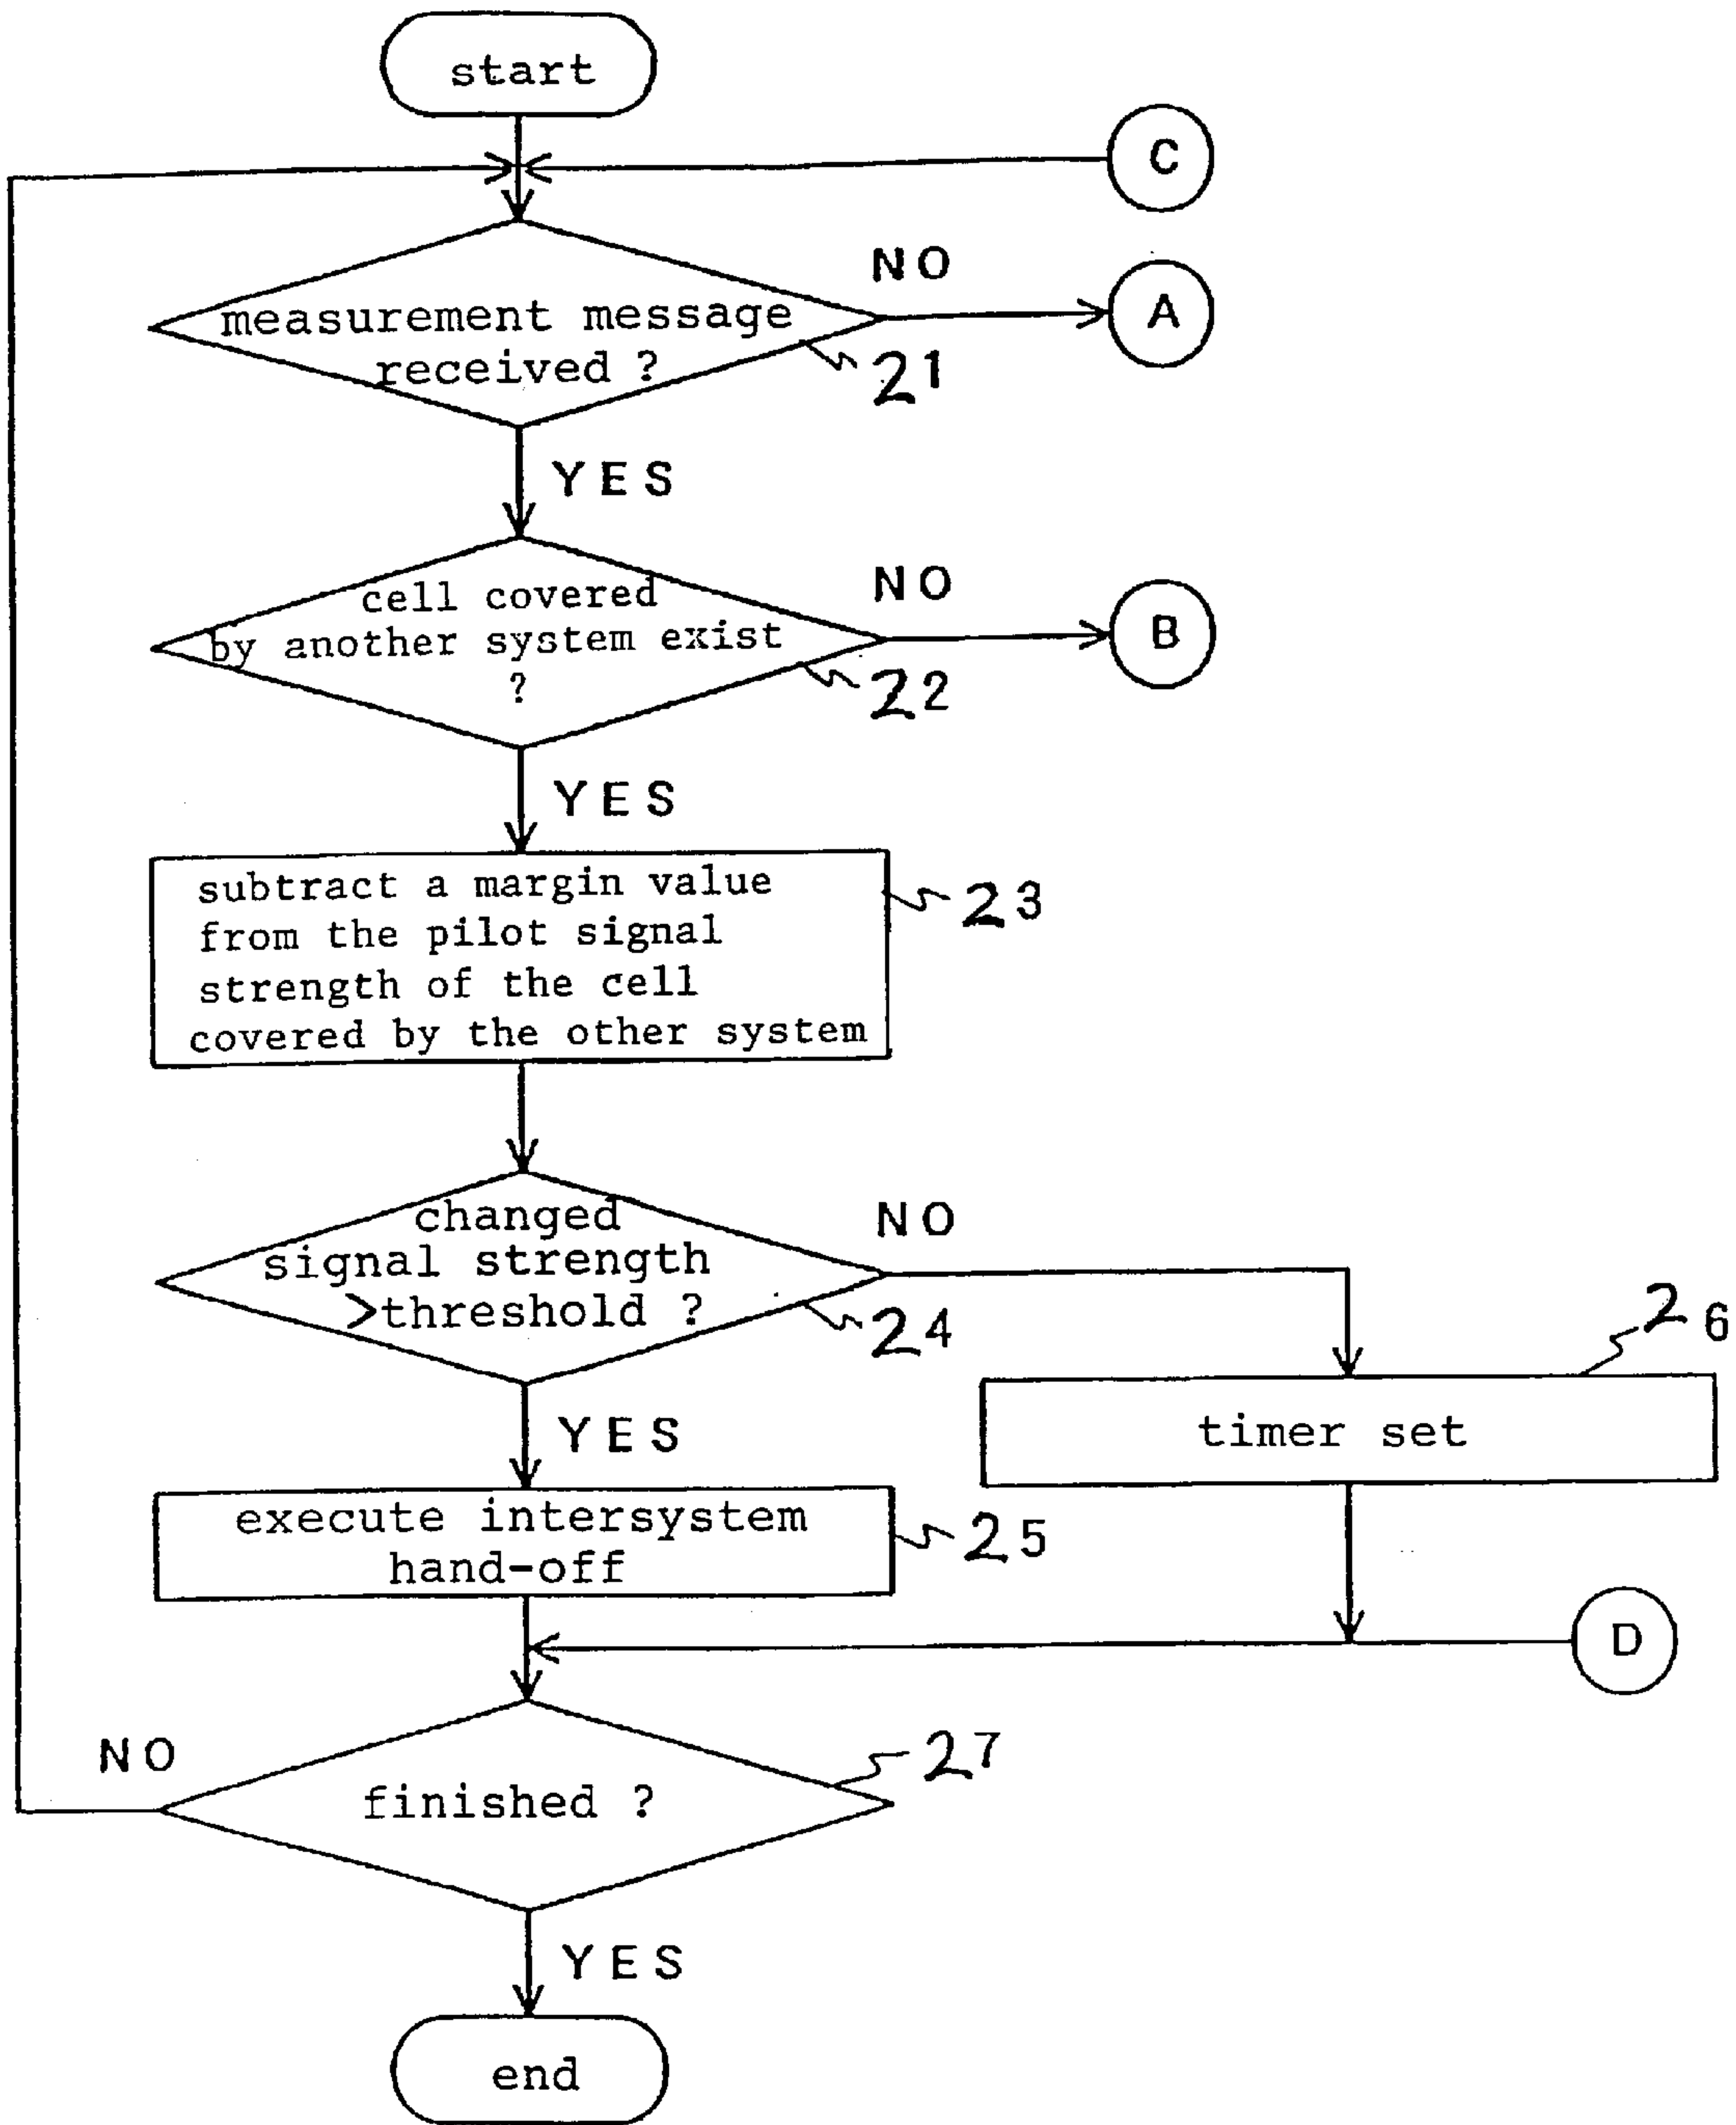 start
C
NO
A
measurement message
received ?
21
YES
NO
cell covered
by another system exist
?
B
22
YES
subtract a margin value
from the pilot signal
strength of the cell
covered by the other system
23
NO
changed
signal strength
>threshold ?
24
26
YES
timer set
execute intersystem
hand-off
25
D
NO
27
finished ?
YES
end